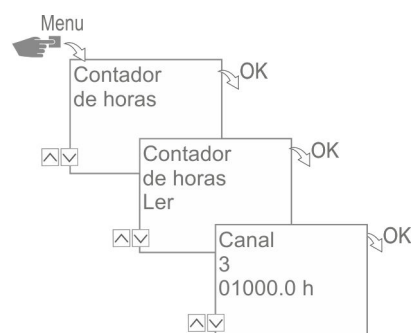 Menu
Contador
de horas
OK
Contador
de horas
Ler
OK
Canal
3
01000.0 h
OK